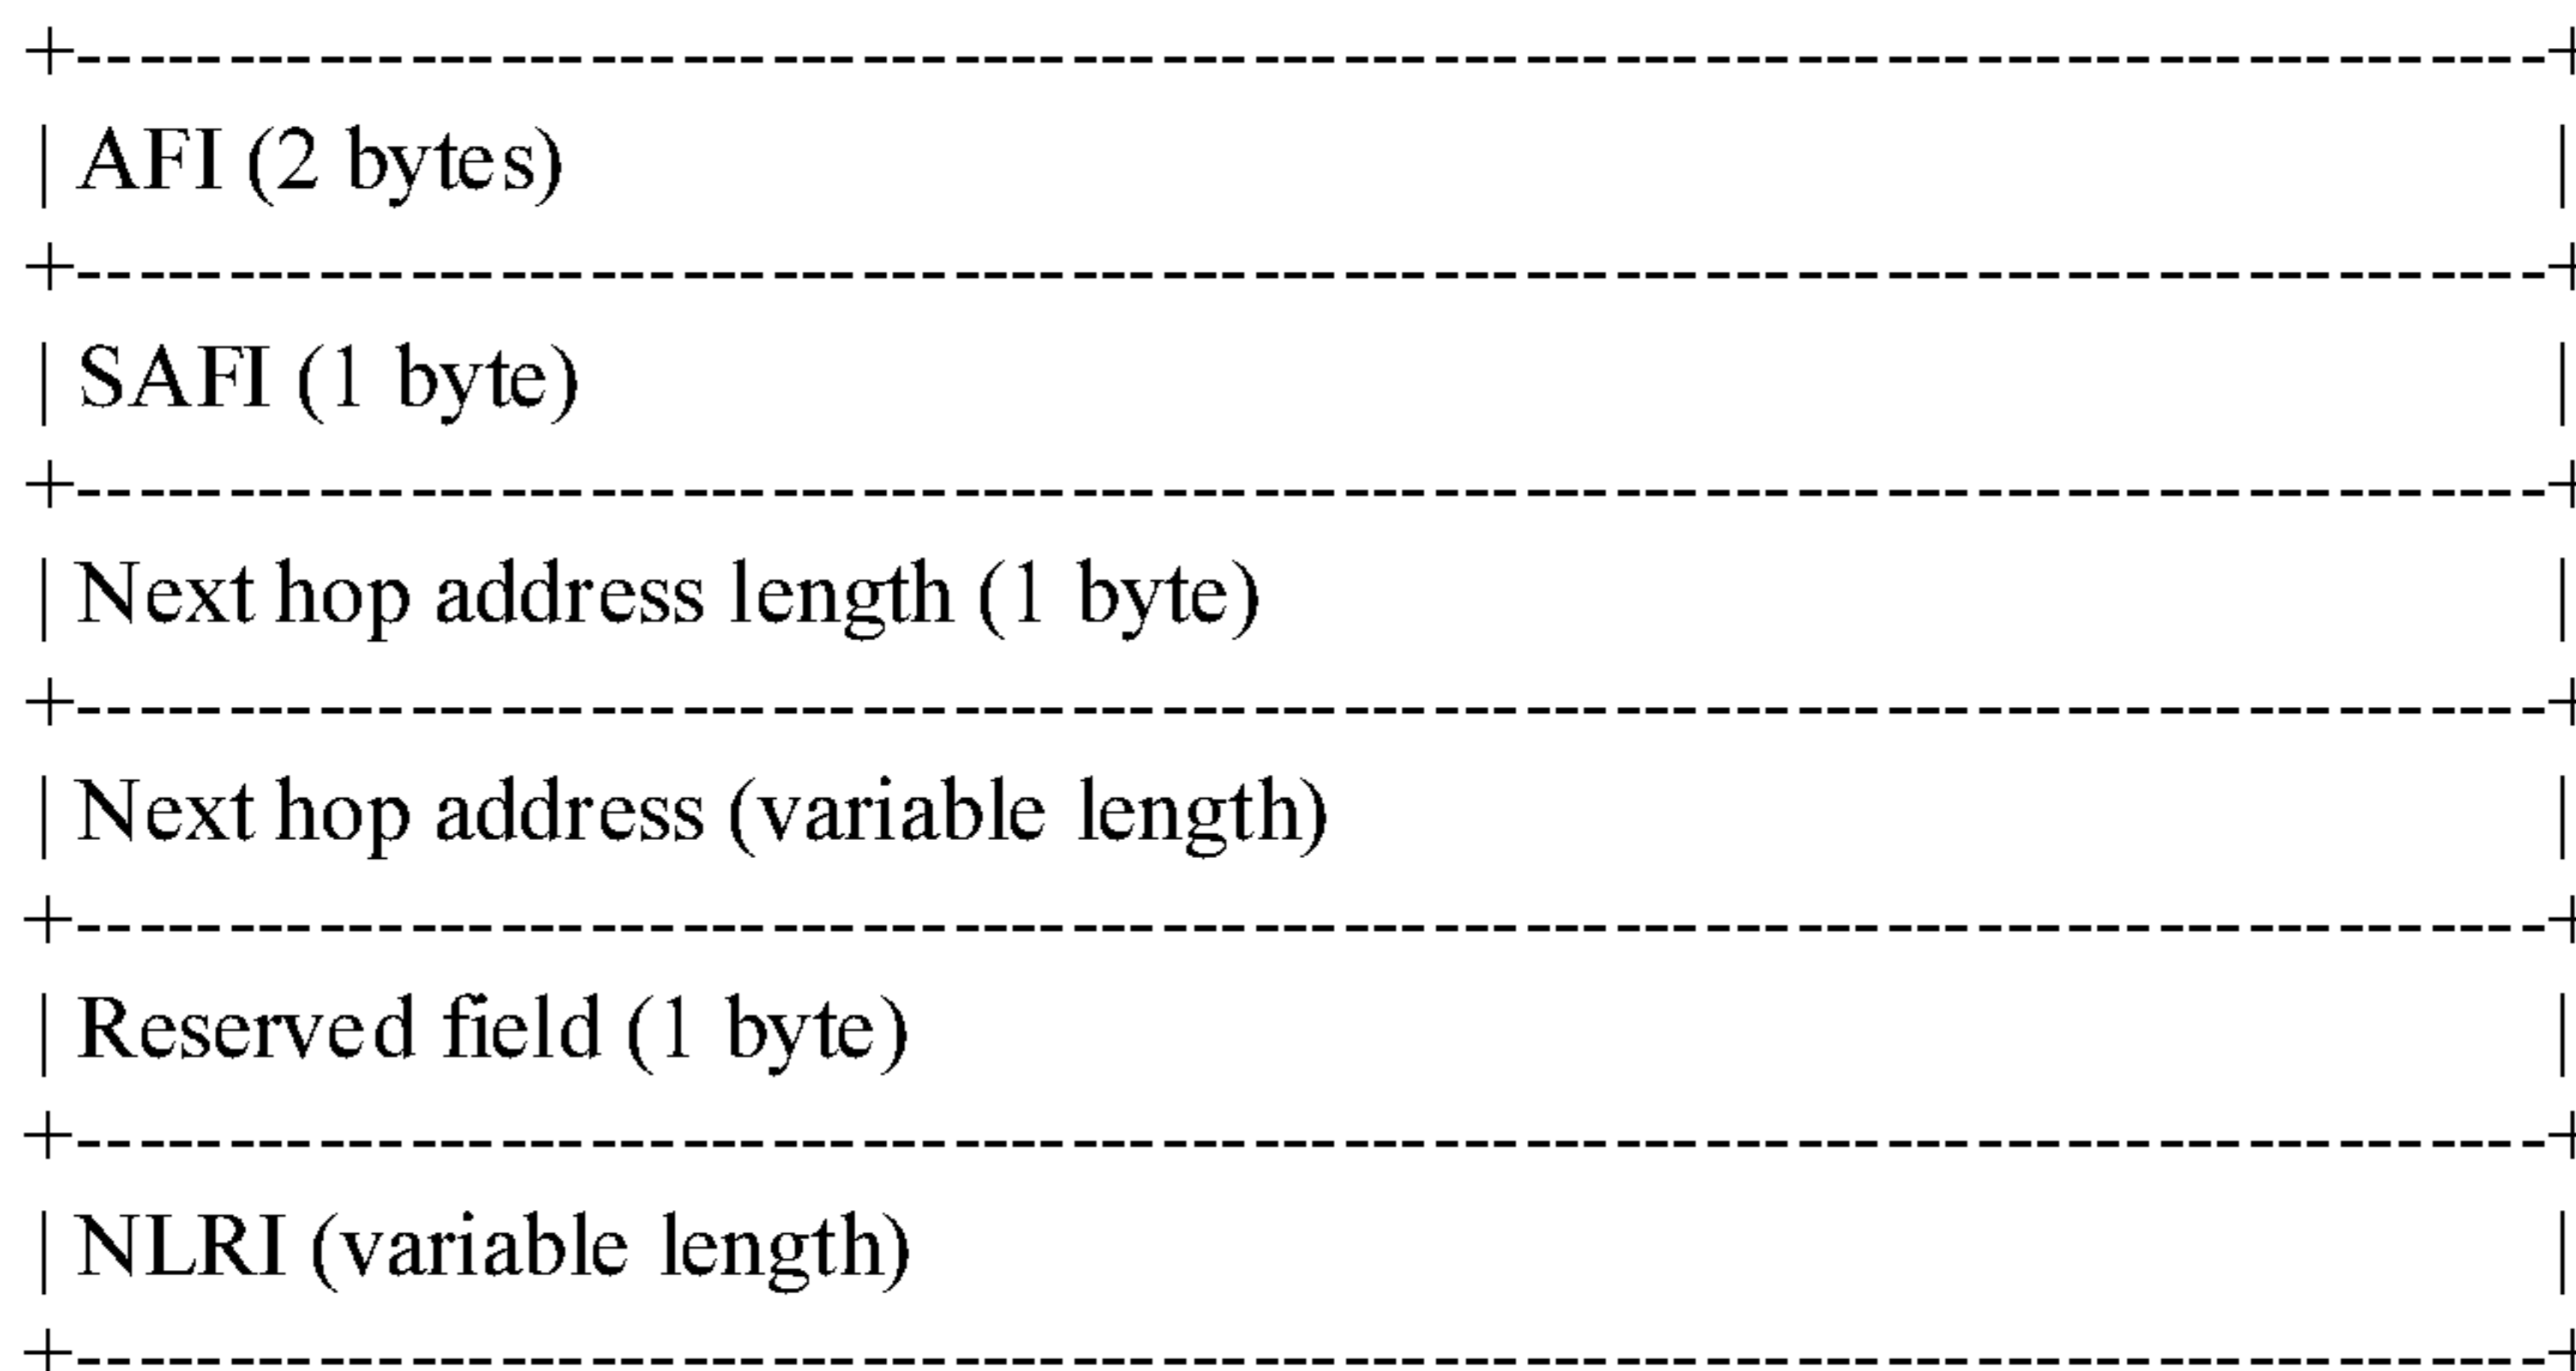 AFI (2 bytes)
SAFI (1 byte)
Next hop address length (1 byte)
Next hop address (variable length)
Reserved field (1 byte)
NLRI (variable length)